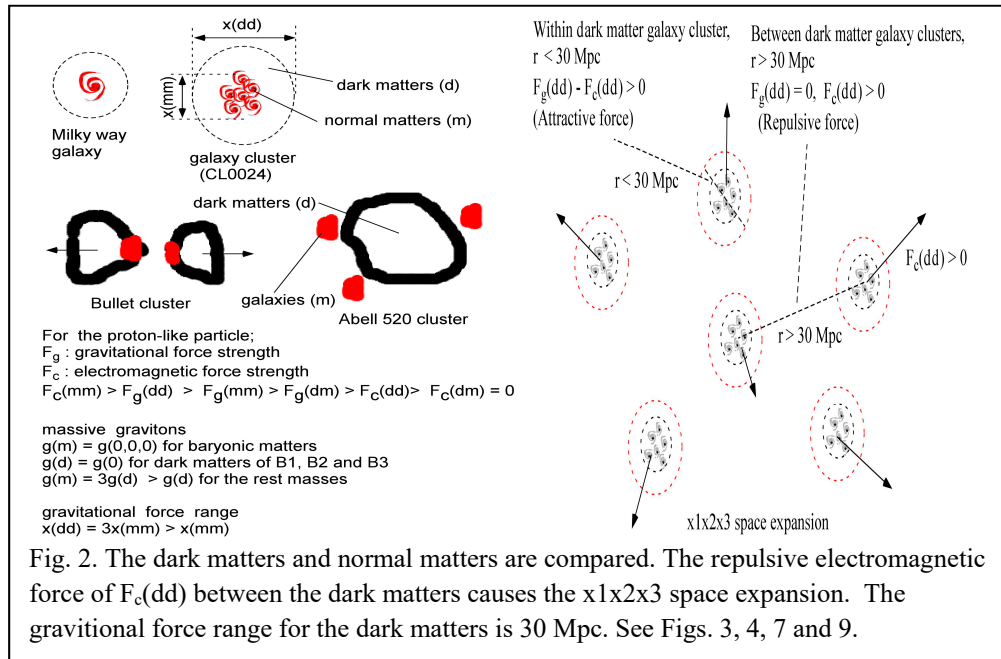 x(dd)
dark matters (d)
x(mm)
normal matters (m)
Milky way
galaxy
galaxy cluster
(CL0024)
dark matters (d)
Bullet cluster
galaxies (m)
Abell 520 cluster
For the proton-like particle;
Fg : gravitational force strength
Fc : electromagnetic force strength
Fc(mm) > Fg(dd) > Fg(mm) > Fg(dm) > Fc(dd)> Fc(dm) = 0
massive gravitons
g(m) = g(0,0,0) for baryonic matters
g(d) = g(0) for dark matters of B1, B2 and B3
g(m) = 3g(d) > g(d) for the rest masses
gravitational force range
x(dd) = 3x(mm) > x(mm)
Within dark matter galaxy cluster,
r < 30 Mpc
Fg(dd) - Fc(dd) > 0
(Attractive force)
Between dark matter galaxy clusters,
r > 30 Mpc
Fg(dd) = 0, Fc(dd) > 0
(Repulsive force)
r < 30 Mpc
Fc(dd) > 0
r > 30 Mpc
x1x2x3 space expansion
Fig. 2. The dark matters and normal matters are compared. The repulsive electromagnetic
force of Fc(dd) between the dark matters causes the x1x2x3 space expansion. The
gravitional force range for the dark matters is 30 Mpc. See Figs. 3, 4, 7 and 9.